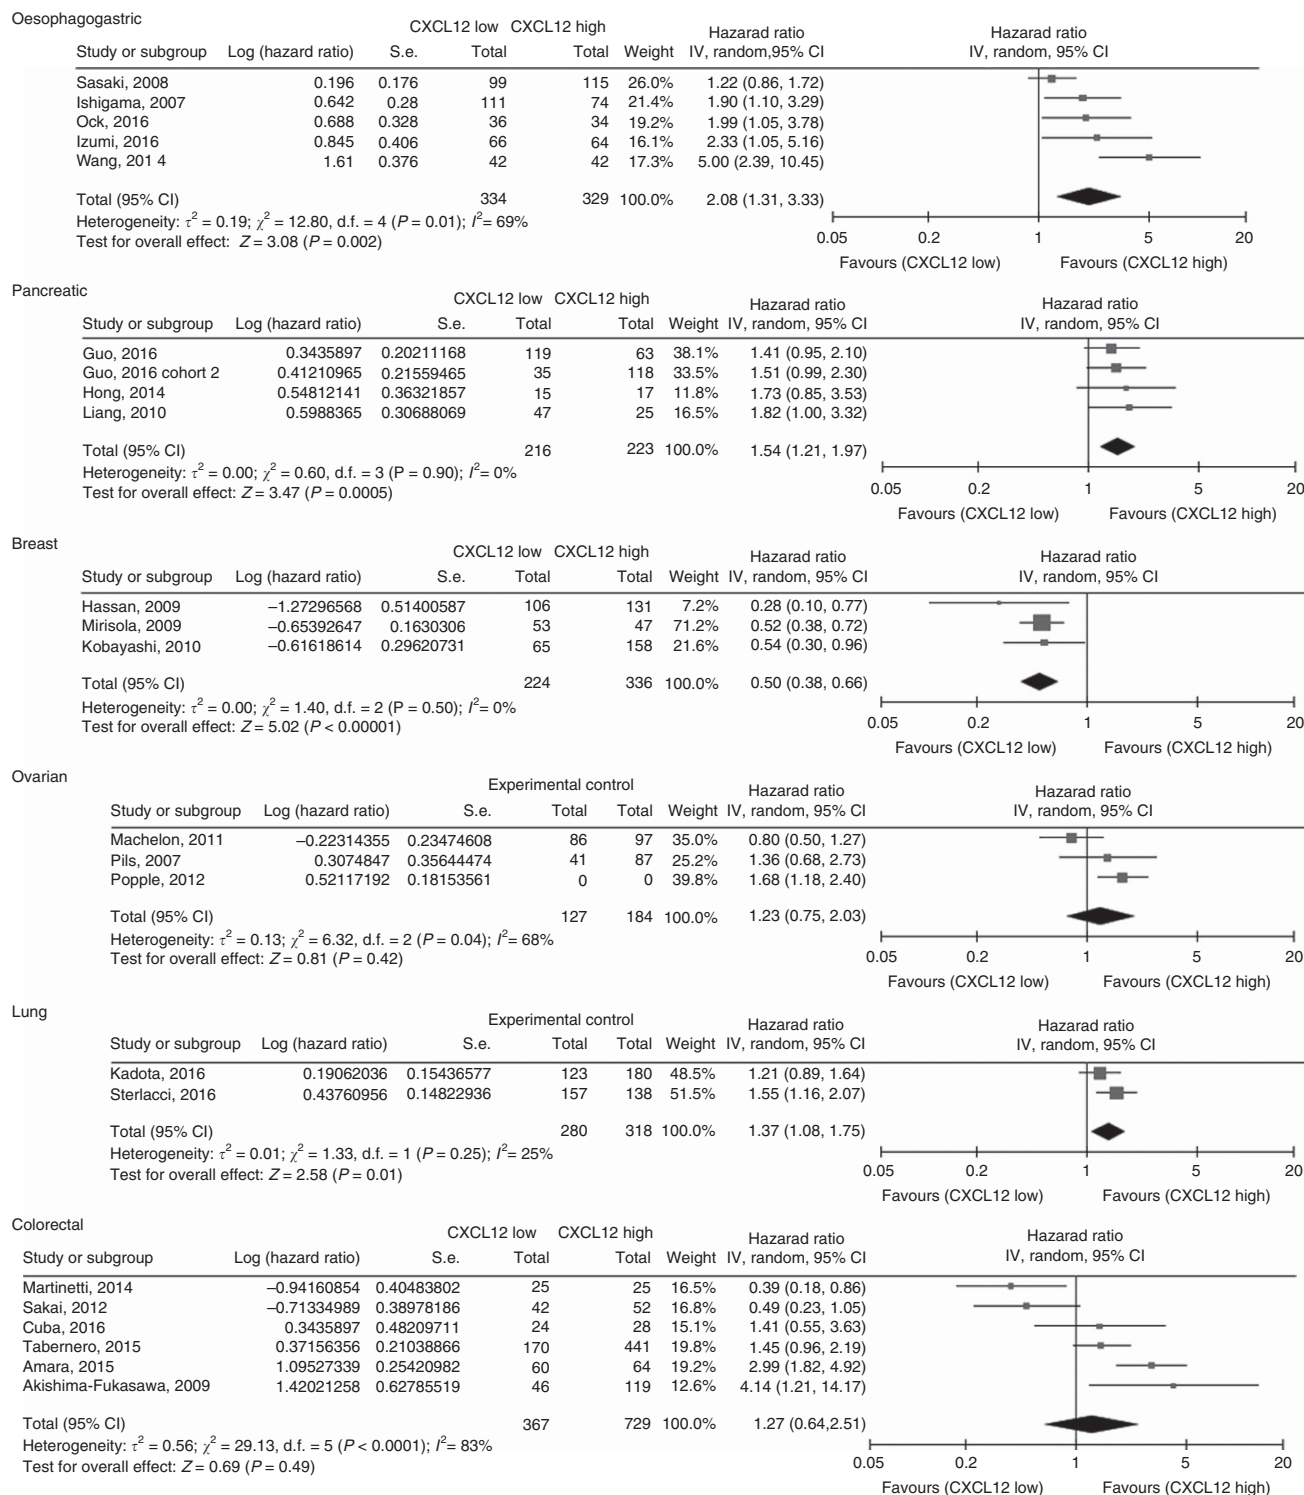 Oesophagogastric
CXCL12 low CXCL12 high Hazarad ratio Hazarad ratio
Study or subgroup Log (hazard ratio) S.e. Total Total Weight IV, random,95% CI IV, random, 95% CI
Sasaki, 2008 0.196 0.176 99 115 26.0% 1.22 (0.86, 1.72)
Ishigama, 2007 0.642 0.28 111 74 21.4% 1.90 (1.10, 3.29)
Ock, 2016 0.688 0.328 36 34 19.2% 1.99 (1.05, 3.78)
Izumi, 2016 0.845 0.406 66 64 16.1% 2.33 (1.05, 5.16)
Wang, 201 4 1.61 0.376 42 42 17.3% 5.00 (2.39, 10.45)
Total (95% CI) 334 329 100.0% 2.08 (1.31, 3.33)
Heterogeneity: τ² = 0.19; χ² = 12.80, d.f. = 4 (P = 0.01); I² = 69%
Test for overall effect: Z = 3.08 (P = 0.002)
0.05 0.2 1 5 20
Favours (CXCL12 low) Favours (CXCL12 high)
Pancreatic
CXCL12 low CXCL12 high Hazarad ratio Hazarad ratio
Study or subgroup Log (hazard ratio) S.e. Total Total Weight IV, random, 95% CI IV, random, 95% CI
Guo, 2016 0.3435897 0.20211168 119 63 38.1% 1.41 (0.95, 2.10)
Guo, 2016 cohort 2 0.41210965 0.21559465 35 118 33.5% 1.51 (0.99, 2.30)
Hong, 2014 0.54812141 0.36321857 15 17 11.8% 1.73 (0.85, 3.53)
Liang, 2010 0.5988365 0.30688069 47 25 16.5% 1.82 (1.00, 3.32)
Total (95% CI) 216 223 100.0% 1.54 (1.21, 1.97)
Heterogeneity: τ² = 0.00; χ² = 0.60, d.f. = 3 (P = 0.90); I² = 0%
Test for overall effect: Z = 3.47 (P = 0.0005)
0.05 0.2 1 5 20
Favours (CXCL12 low) Favours (CXCL12 high)
Breast
CXCL12 low CXCL12 high Hazarad ratio Hazarad ratio
Study or subgroup Log (hazard ratio) S.e. Total Total Weight IV, random, 95% CI IV, random, 95% CI
Hassan, 2009 −1.27296568 0.51400587 106 131 7.2% 0.28 (0.10, 0.77)
Mirisola, 2009 −0.65392647 0.1630306 53 47 71.2% 0.52 (0.38, 0.72)
Kobayashi, 2010 −0.61618614 0.29620731 65 158 21.6% 0.54 (0.30, 0.96)
Total (95% CI) 224 336 100.0% 0.50 (0.38, 0.66)
Heterogeneity: τ² = 0.00; χ² = 1.40, d.f. = 2 (P = 0.50); I² = 0%
Test for overall effect: Z = 5.02 (P < 0.00001)
0.05 0.2 1 5 20
Favours (CXCL12 low) Favours (CXCL12 high)
Ovarian
Experimental control Hazarad ratio Hazarad ratio
Study or subgroup Log (hazard ratio) S.e. Total Total Weight IV, random, 95% CI IV, random, 95% CI
Machelon, 2011 −0.22314355 0.23474608 86 97 35.0% 0.80 (0.50, 1.27)
Pils, 2007 0.3074847 0.35644474 41 87 25.2% 1.36 (0.68, 2.73)
Popple, 2012 0.52117192 0.18153561 0 0 39.8% 1.68 (1.18, 2.40)
Total (95% CI) 127 184 100.0% 1.23 (0.75, 2.03)
Heterogeneity: τ² = 0.13; χ² = 6.32, d.f. = 2 (P = 0.04); I² = 68%
Test for overall effect: Z = 0.81 (P = 0.42)
0.05 0.2 1 5 20
Favours (CXCL12 low) Favours (CXCL12 high)
Lung
Experimental control Hazarad ratio Hazarad ratio
Study or subgroup Log (hazard ratio) S.e. Total Total Weight IV, random, 95% CI IV, random, 95% CI
Kadota, 2016 0.19062036 0.15436577 123 180 48.5% 1.21 (0.89, 1.64)
Sterlacci, 2016 0.43760956 0.14822936 157 138 51.5% 1.55 (1.16, 2.07)
Total (95% CI) 280 318 100.0% 1.37 (1.08, 1.75)
Heterogeneity: τ² = 0.01; χ² = 1.33, d.f. = 1 (P = 0.25); I² = 25%
Test for overall effect: Z = 2.58 (P = 0.01)
0.05 0.2 1 5 20
Favours (CXCL12 low) Favours (CXCL12 high)
Colorectal
CXCL12 low CXCL12 high Hazarad ratio Hazarad ratio
Study or subgroup Log (hazard ratio) S.e. Total Total Weight IV, random, 95% CI IV, random, 95% CI
Martinetti, 2014 −0.94160854 0.40483802 25 25 16.5% 0.39 (0.18, 0.86)
Sakai, 2012 −0.71334989 0.38978186 42 52 16.8% 0.49 (0.23, 1.05)
Cuba, 2016 0.3435897 0.48209711 24 28 15.1% 1.41 (0.55, 3.63)
Tabernero, 2015 0.37156356 0.21038866 170 441 19.8% 1.45 (0.96, 2.19)
Amara, 2015 1.09527339 0.25420982 60 64 19.2% 2.99 (1.82, 4.92)
Akishima-Fukasawa, 2009 1.42021258 0.62785519 46 119 12.6% 4.14 (1.21, 14.17)
Total (95% CI) 367 729 100.0% 1.27 (0.64,2.51)
Heterogeneity: τ² = 0.56; χ² = 29.13, d.f. = 5 (P < 0.0001); I² = 83%
Test for overall effect: Z = 0.69 (P = 0.49)
0.05 0.2 1 5 20
Favours (CXCL12 low) Favours (CXCL12 high)